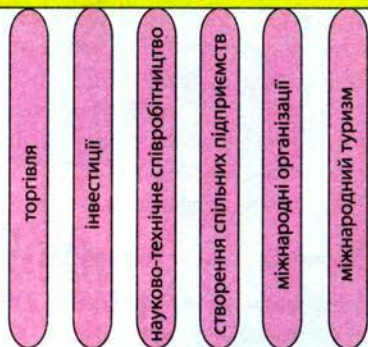 торгівля
інвестиції
науково-технічне співробітництво
створення спільних підприємств
міжнародні організації
міжнародний туризм